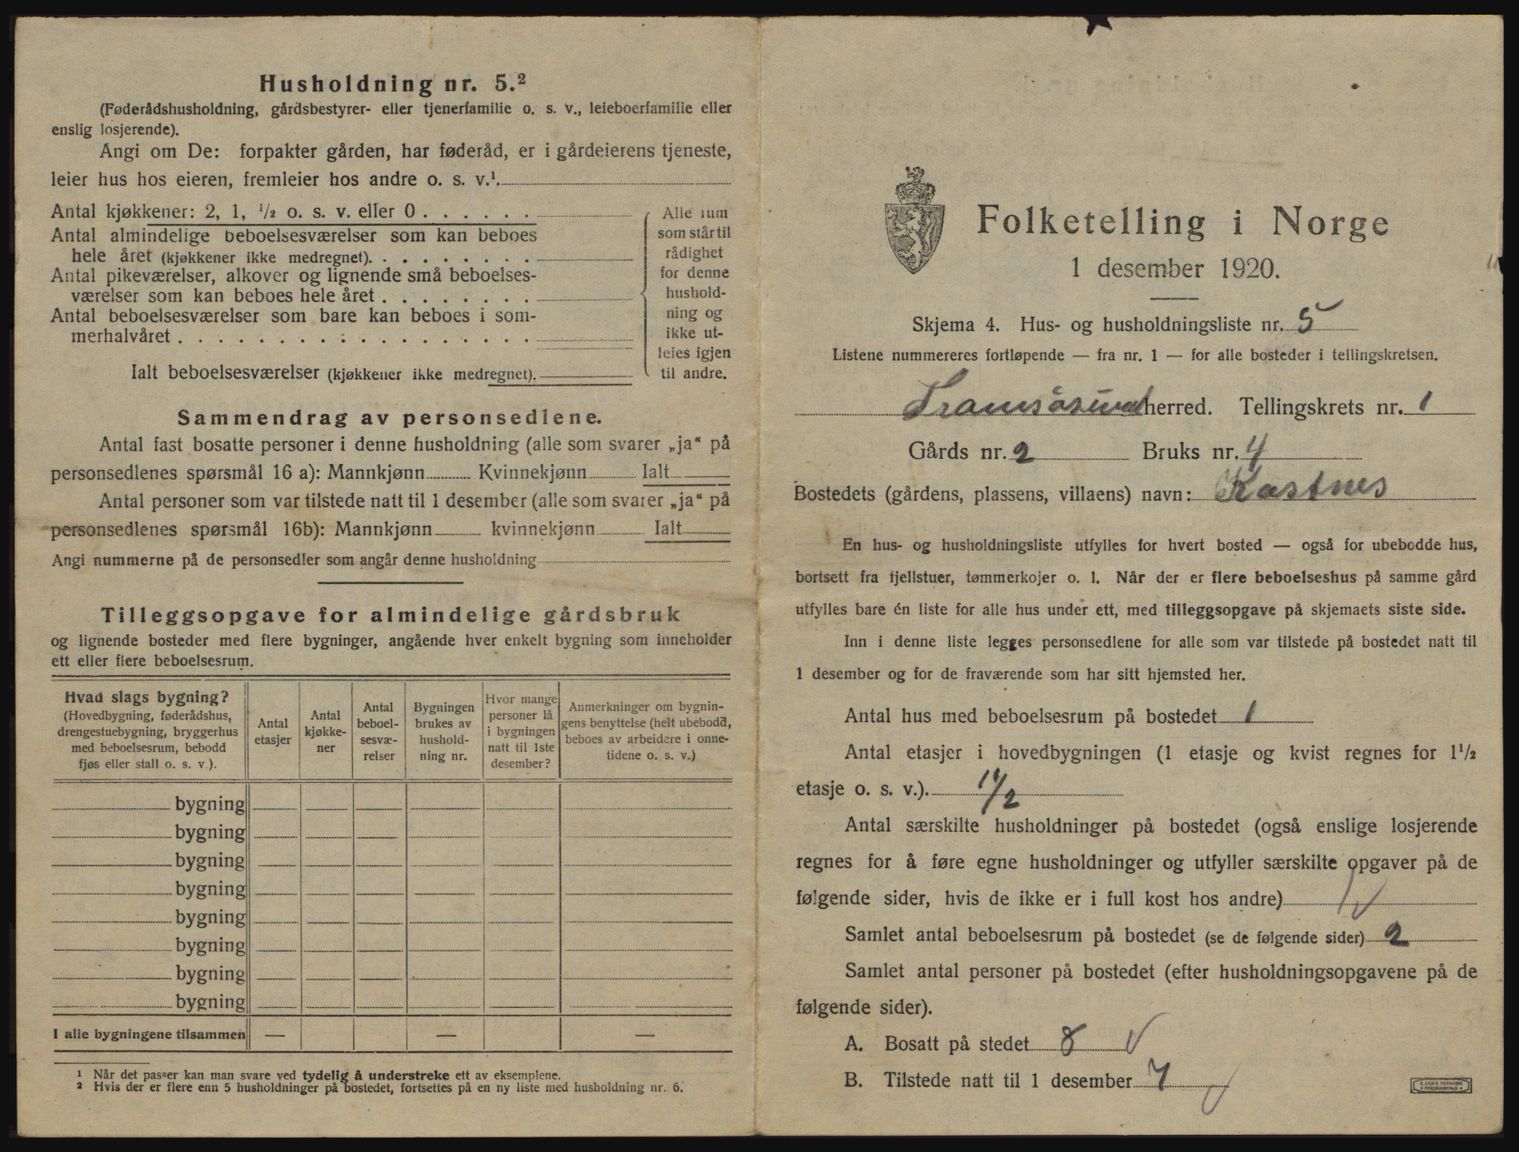 Husholdning nr. 5.²
(Føderådshusholdning, gårdsbestyrer- eller tjenerfamilie o. s. v., leieboerfamilie eller
enslig losjerende).
Angi om De: forpakter gården, har føderåd, er i gårdeierens tjeneste,
leier hus hos eieren, fremleier hos andre o. s. v.¹
Antal kjøkkener: 2, 1, ½ o. s. v. eller 0 . . . . . .
Antal almindelige beboelsesværelser som kan beboes
hele året (kjøkkener ikke medregnet). . . . . . . . .
Antal pikeværelser, alkover og lignende små beboelses-
værelser som kan beboes hele året . . . . . . . .
Antal beboelsesværelser som bare kan beboes i som-
merhalvåret . . . . . . . . . . . . . . . . . .
Ialt beboelsesværelser (kjøkkener ikke medregnet).
Alle rum
som står til
rådighet
for denne
hushold-
ning og
ikke ut-
leies igjen
til andre.
Sammendrag av personsedlene.
Antal fast bosatte personer i denne husholdning (alle som svarer „ja“ på
personsedlenes spørsmål 16 a): Mannkjønn Kvinnekjønn Ialt
Antal personer som var tilstede natt til 1 desember (alle som svarer „ja“ på
personsedlenes spørsmål 16b): Mannkjønn kvinnekjønn Ialt
Angi nummerne på de personsedler som angår denne husholdning
Tilleggsopgave for almindelige gårdsbruk
og lignende bosteder med flere bygninger, angående hver enkelt bygning som inneholder
ett eller flere beboelsesrum.
Hvad slags bygning?
(Hovedbygning, føderådshus,
drengestuebygning, bryggerhus
med beboelsesrum, bebodd
fjøs eller stall o. s. v.).
Antal
etasjer
Antal
kjøkke-
ner
Antal
beboel-
sesvæ-
relser
Bygningen
brukes av
hushold-
ning nr.
Hvor mange
personer lå
i bygningen
natt til 1ste
desember?
Anmerkninger om bygnin-
gens benyttelse (helt ubebodd,
beboes av arbeidere i onne-
tidene o. s. v.)
bygning
bygning
bygning
bygning
bygning
bygning
bygning
bygning
I alle bygningene tilsammen — — —
¹ Når det passer kan man svare ved tydelig å understreke ett av eksemplene.
² Hvis der er flere enn 5 husholdninger på bostedet, fortsettes på en ny liste med husholdning nr. 6.
Folketelling i Norge
1 desember 1920.
Skjema 4. Hus- og husholdningsliste nr. 5
Listene nummereres fortløpende — fra nr. 1 — for alle bosteder i tellingskretsen.
Tromsøsund herred. Tellingskrets nr. 1
Gårds nr. 2 Bruks nr. 4
Bostedets (gårdens, plassens, villaens) navn: Kastnes
En hus- og husholdningsliste utfylles for hvert bosted — også for ubebodde hus,
bortsett fra fjellstuer, tømmerkojer o. l. Når der er flere beboelseshus på samme gård
utfylles bare én liste for alle hus under ett, med tilleggsopgave på skjemaets siste side.
Inn i denne liste legges personsedlene for alle som var tilstede på bostedet natt til
1 desember og for de fraværende som har sitt hjemsted her.
Antal hus med beboelsesrum på bostedet 1
Antal etasjer i hovedbygningen (1 etasje og kvist regnes for 1½
etasje o. s. v.). 1 1/2
Antal særskilte husholdninger på bostedet (også enslige losjerende
regnes for å føre egne husholdninger og utfyller særskilte opgaver på de
følgende sider, hvis de ikke er i full kost hos andre) 1
Samlet antal beboelsesrum på bostedet (se de følgende sider) 2
Samlet antal personer på bostedet (efter husholdningsopgavene på de
følgende sider).
A. Bosatt på stedet 8
B. Tilstede natt til 1 desember 7